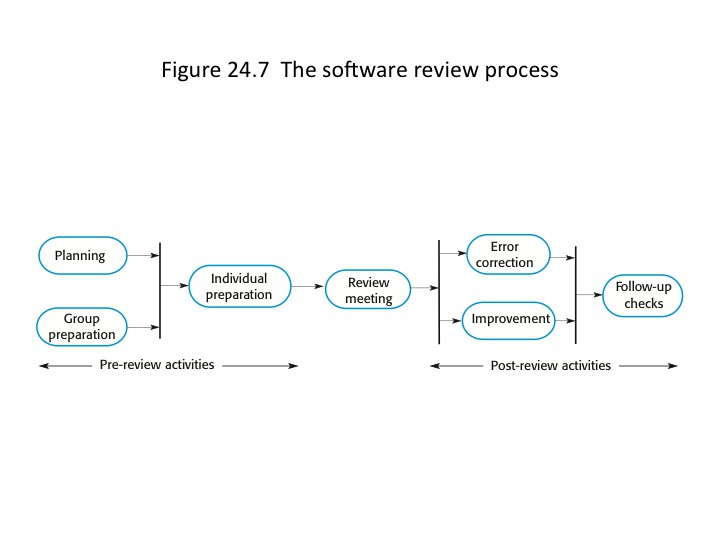 Figure 24.7 The software review process
Planning
Group
preparation
Individual
preparation
Review
meeting
Error
correction
Improvement
Follow-up
checks
Pre-review activities
Post-review activities